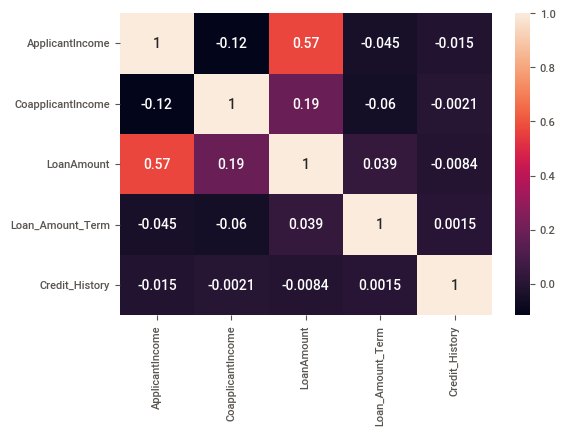 ApplicantIncome 1 -0.12 0.57 -0.045 -0.015
CoapplicantIncome -0.12 1 0.19 -0.06 -0.0021
LoanAmount 0.57 0.19 1 0.039 -0.0084
Loan_Amount_Term -0.045 -0.06 0.039 1 0.0015
Credit_History -0.015 -0.0021 -0.0084 0.0015 1
ApplicantIncome
CoapplicantIncome
LoanAmount
Loan_Amount_Term
Credit_History
1.0
0.8
0.6
0.4
0.2
0.0